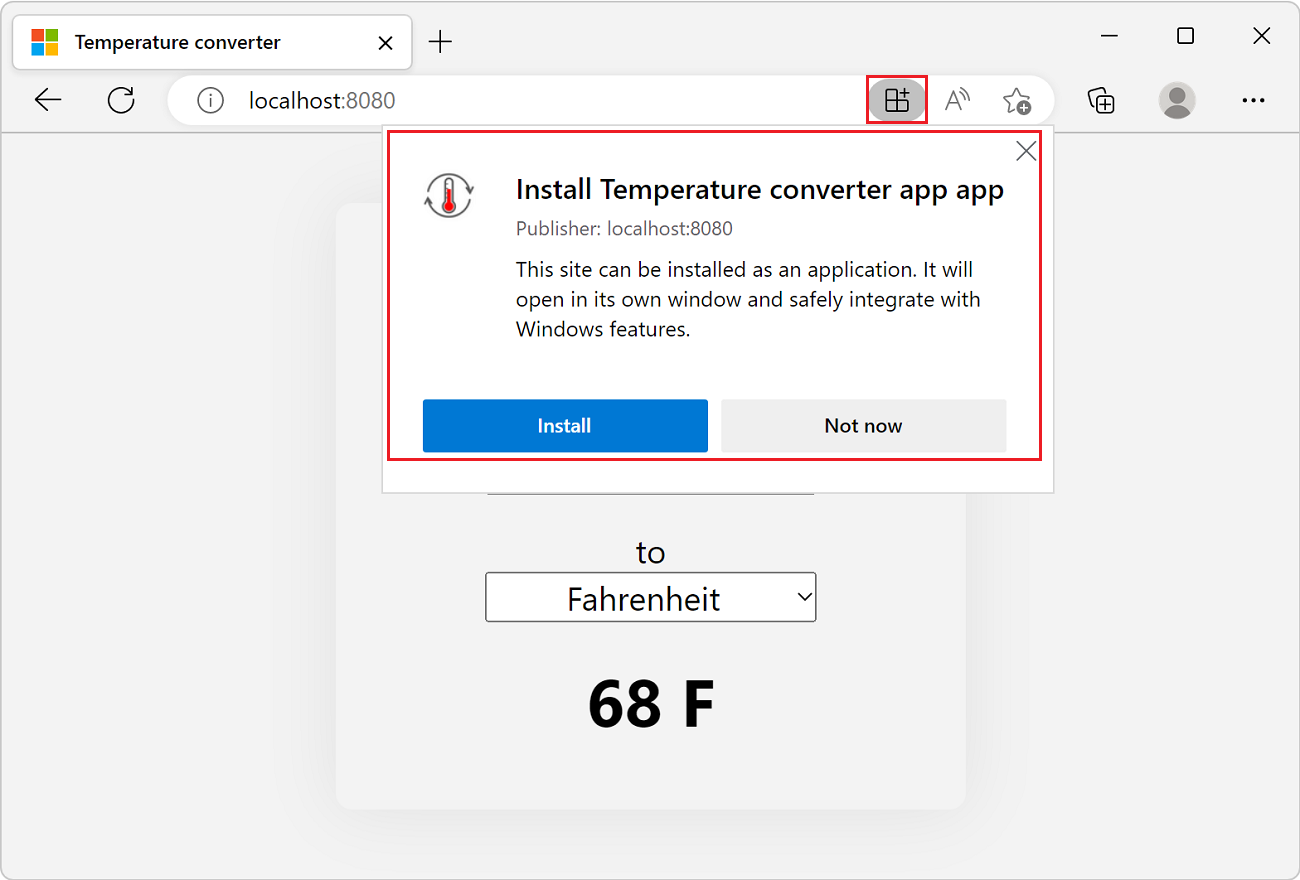 Temperature converter
localhost:8080
Install Temperature converter app app
Publisher: localhost:8080
This site can be installed as an application. It will
open in its own window and safely integrate with
Windows features.
Install
Not now
to
Fahrenheit
68 F